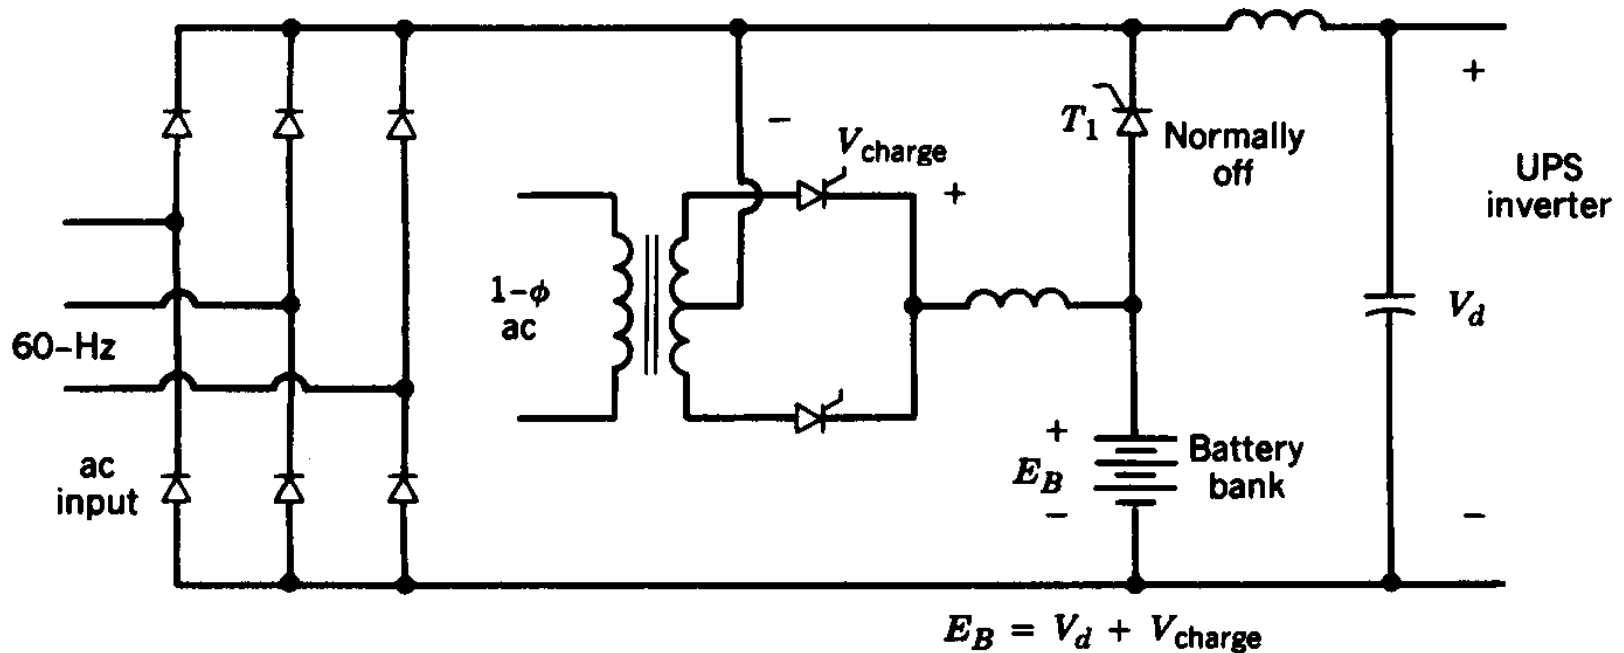 +
−
V_charge
T_1
Normally
off
+
UPS
inverter
1-ϕ
ac
V_d
60-Hz
+
E_B
−
Battery
bank
ac
input
−
E_B = V_d + V_charge